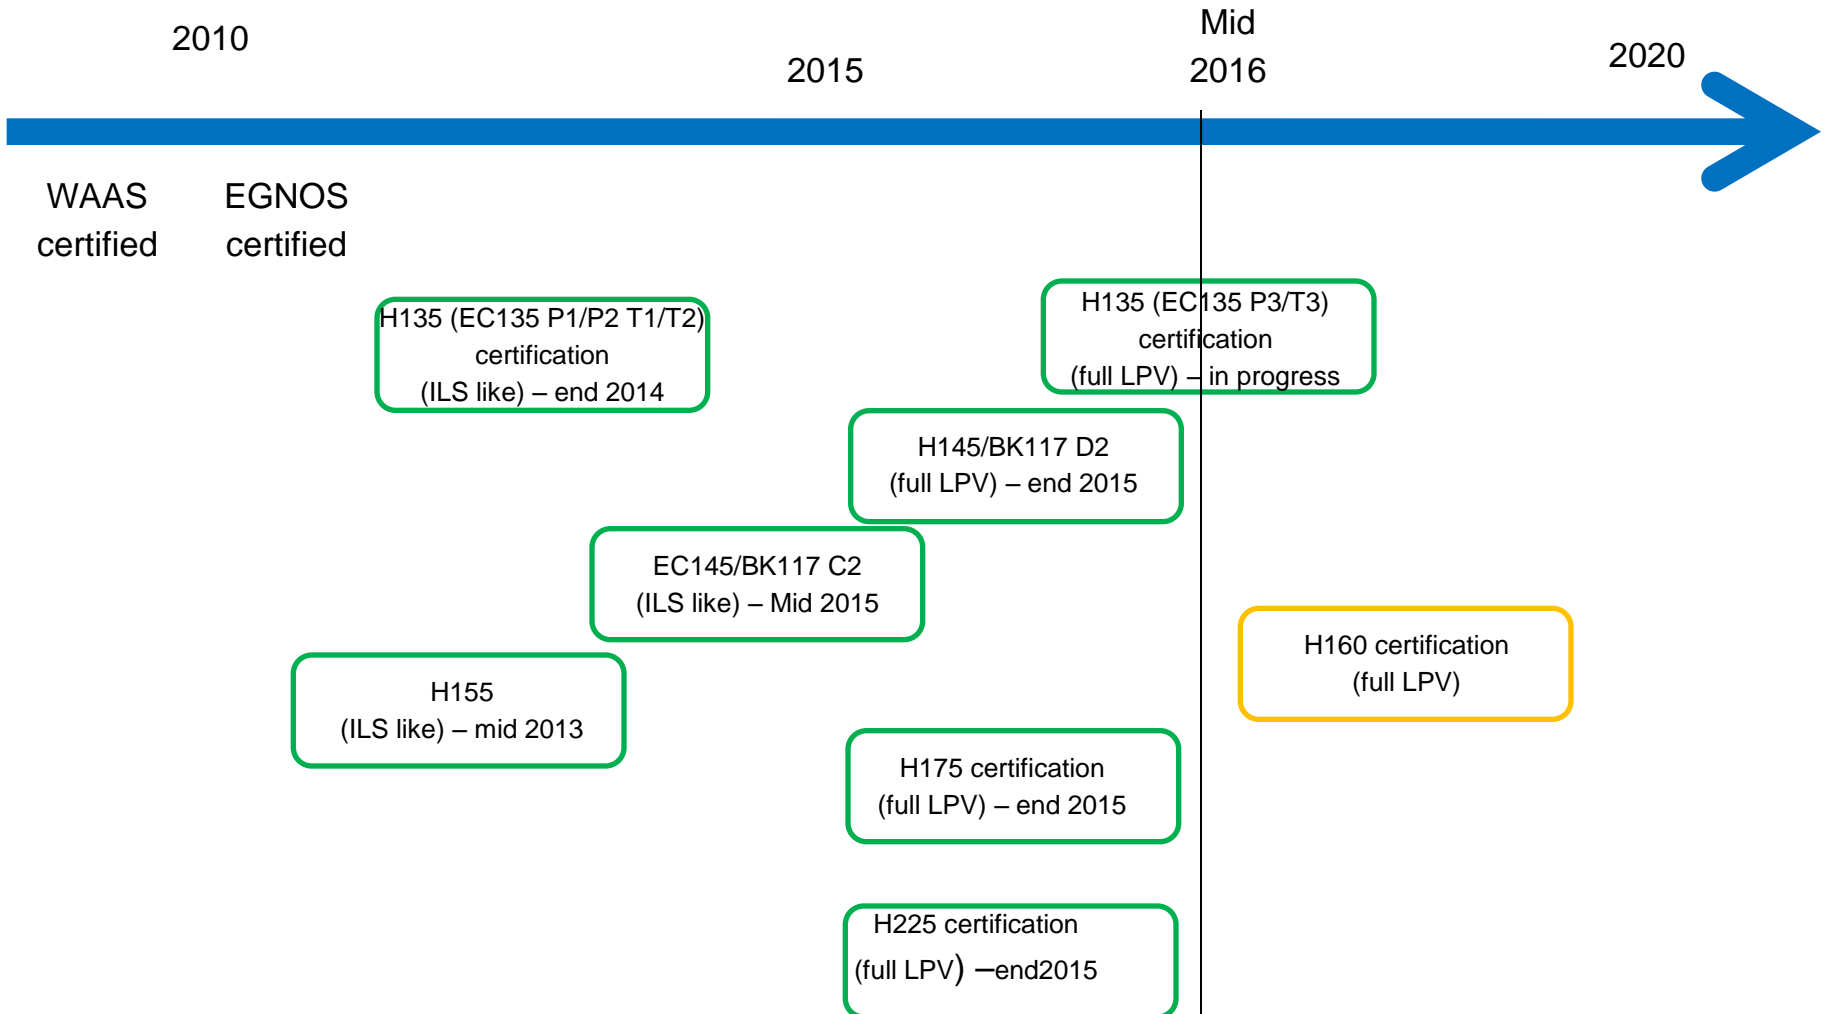 2010
2015
Mid
2016
2020
WAAS
certified
EGNOS
certified
H135 (EC135 P1/P2 T1/T2)
certification
(ILS like) – end 2014
H135 (EC135 P3/T3)
certification
(full LPV) – in progress
H145/BK117 D2
(full LPV) – end 2015
EC145/BK117 C2
(ILS like) – Mid 2015
H160 certification
(full LPV)
H155
(ILS like) – mid 2013
H175 certification
(full LPV) – end 2015
H225 certification
(full LPV) –end2015